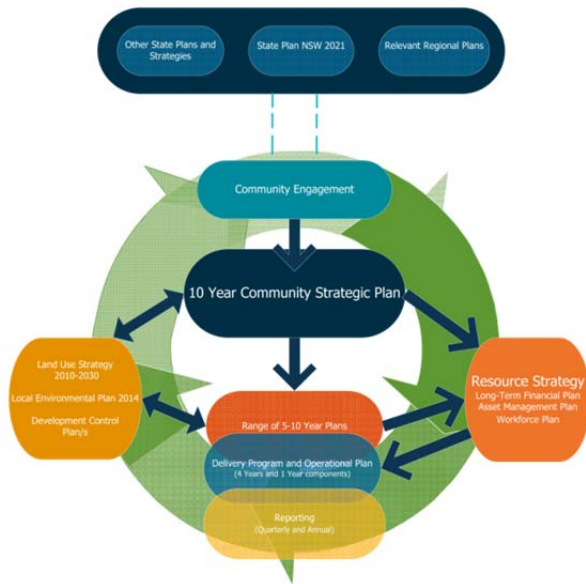 Other State Plans and
Strategies
State Plan NSW 2021
Relevant Regional Plans
Community Engagement
10 Year Community Strategic Plan
Land Use Strategy
2010-2030
Local Environmental Plan 2014
Development Control
Plan/s
Resource Strategy
Long-Term Financial Plan
Asset Management Plan
Workforce Plan
Range of 5-10 Year Plans
Delivery Program and Operational Plan
(4 Years and 1 Year components)
Reporting
(Quarterly and Annual)